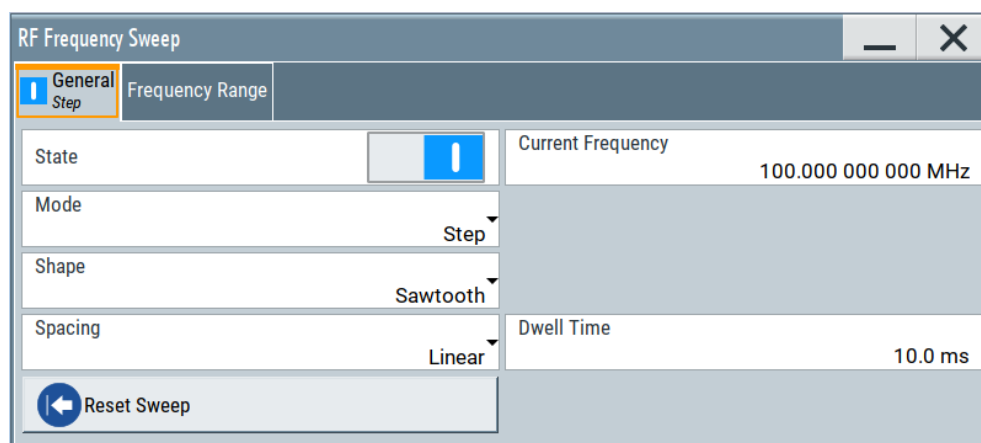 RF Frequency Sweep
General
Step
Frequency Range
State
Current Frequency
100.000 000 000 MHz
Mode
Step
Shape
Sawtooth
Spacing
Linear
Dwell Time
10.0 ms
Reset Sweep